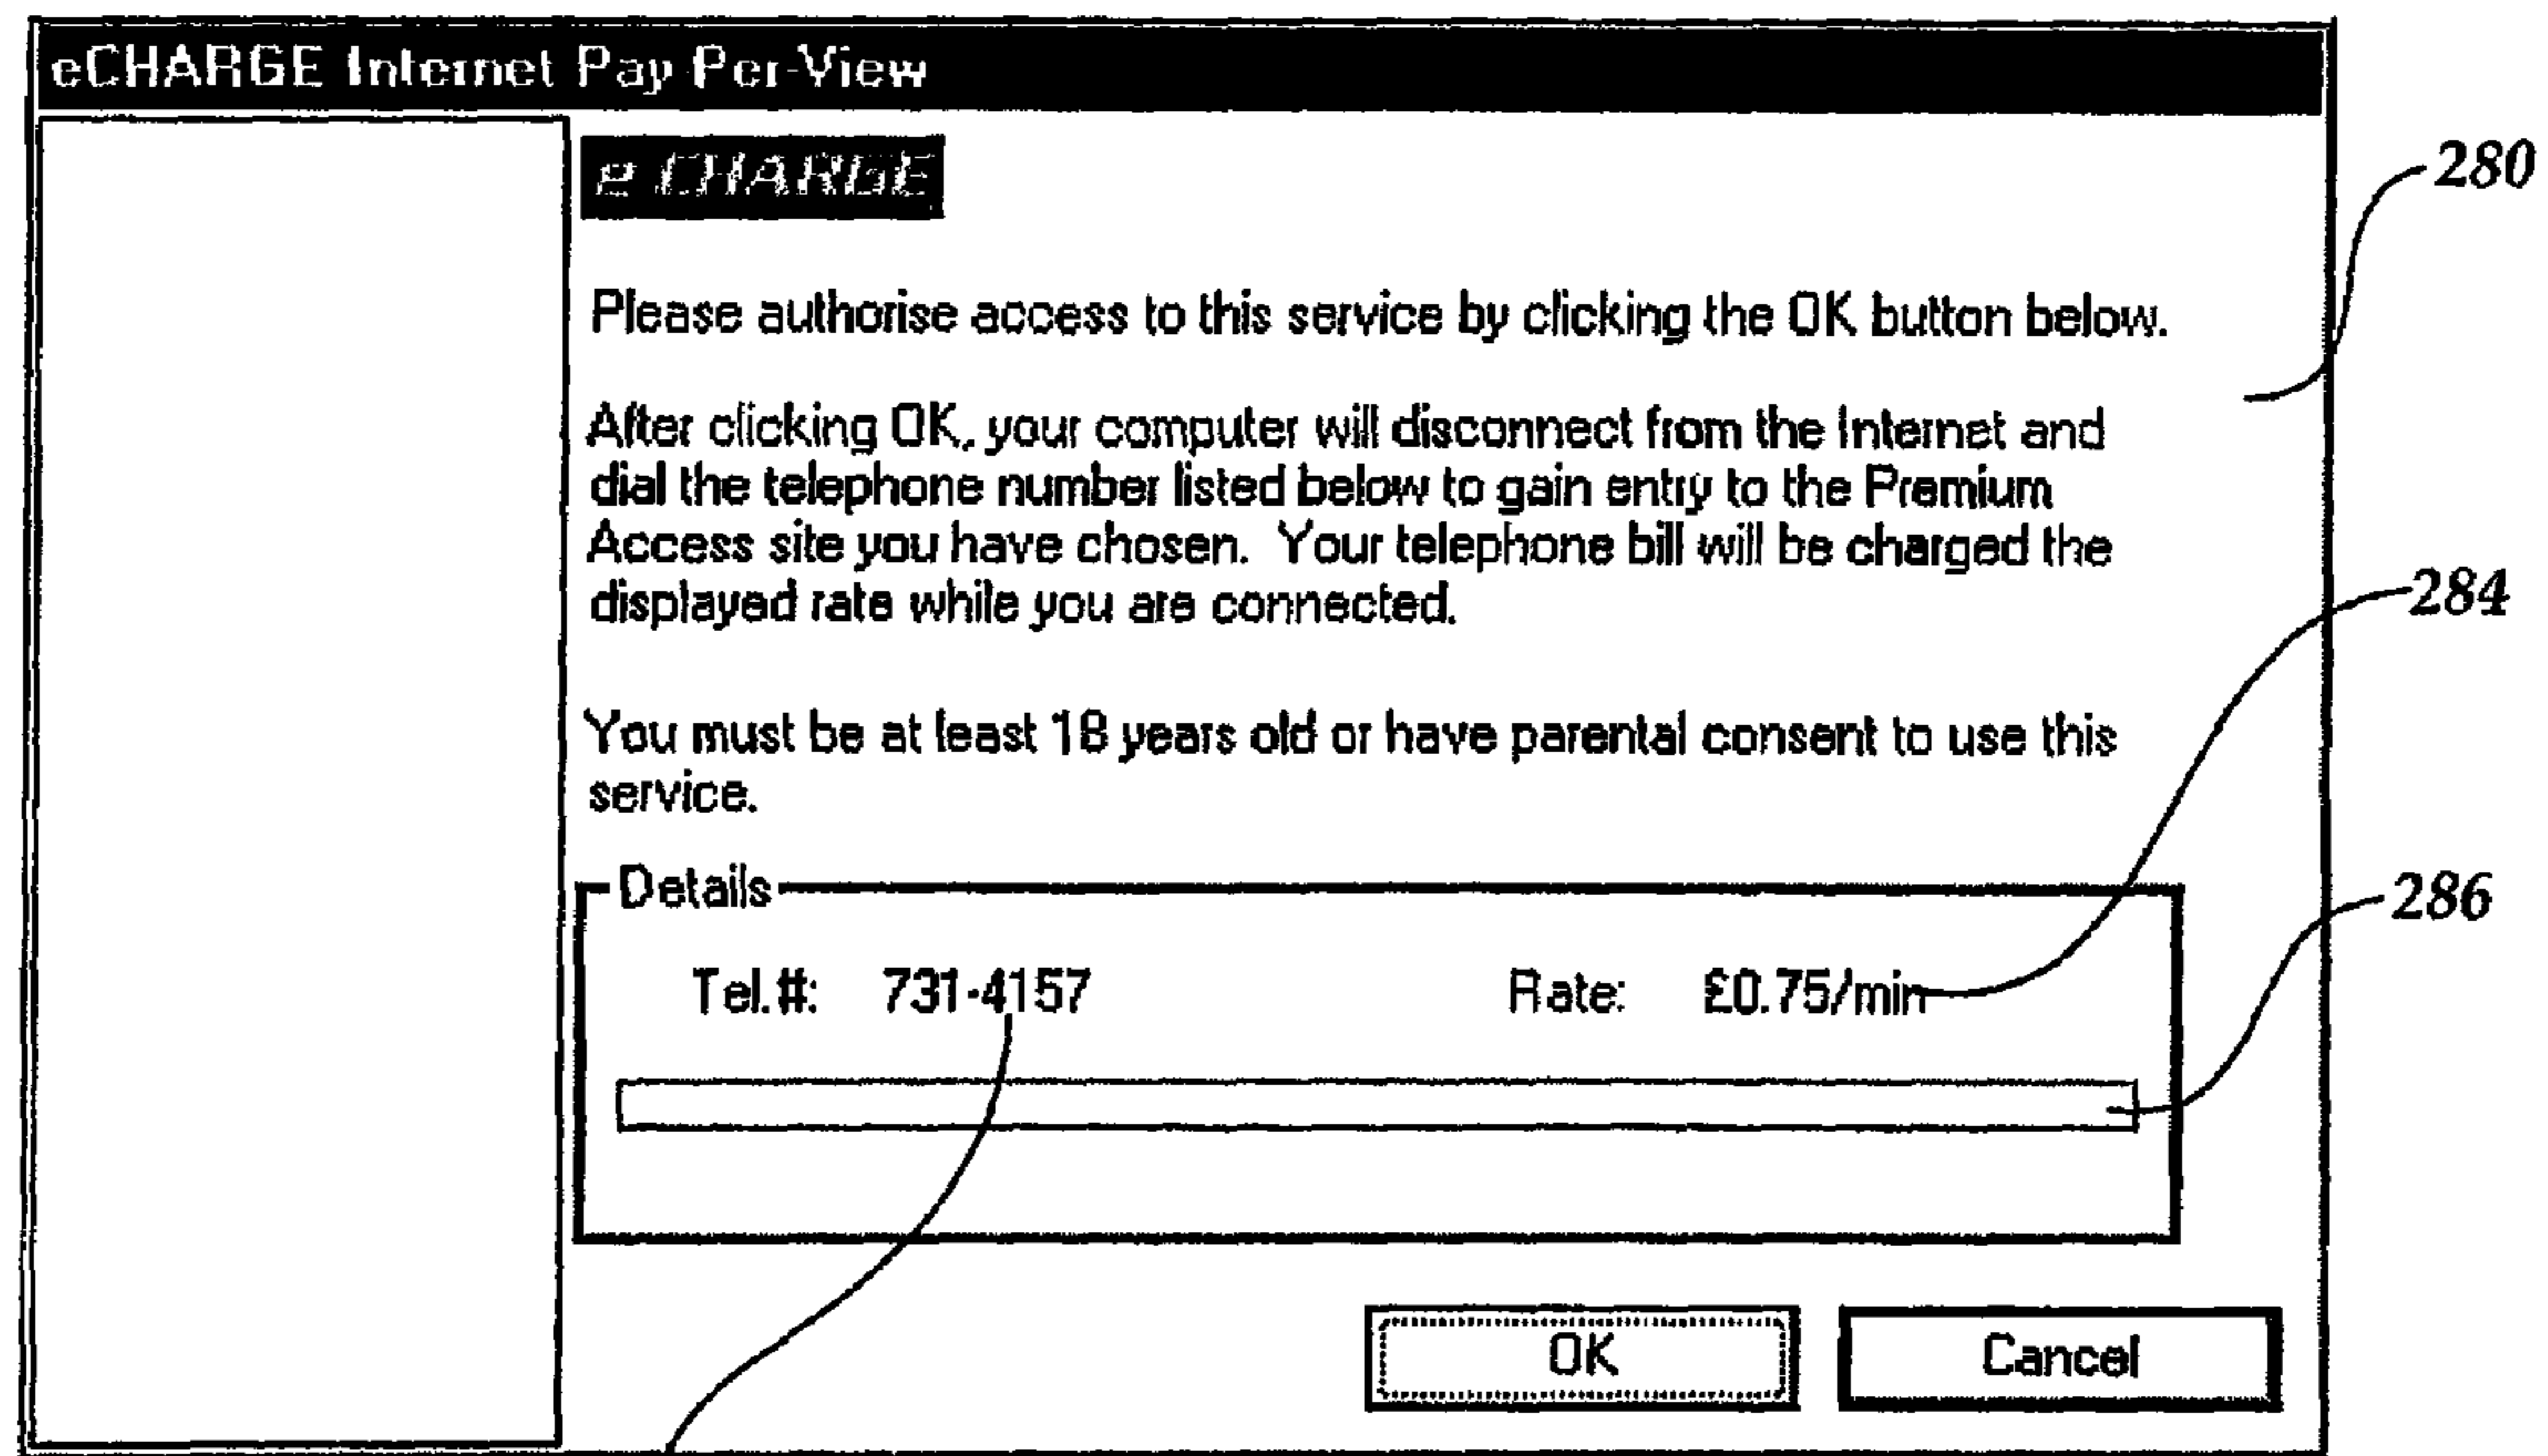 eCHARGE Internet Pay Per-View
e CHARGE
280
Please authorise access to this service by clicking the OK button below.
After clicking OK, your computer will disconnect from the Internet and
dial the telephone number listed below to gain entry to the Premium
Access site you have chosen. Your telephone bill will be charged the
displayed rate while you are connected.
284
You must be at least 18 years old or have parental consent to use this
service.
Details
286
Tel.#: 731-4157 Rate: £0.75/min
OK Cancel